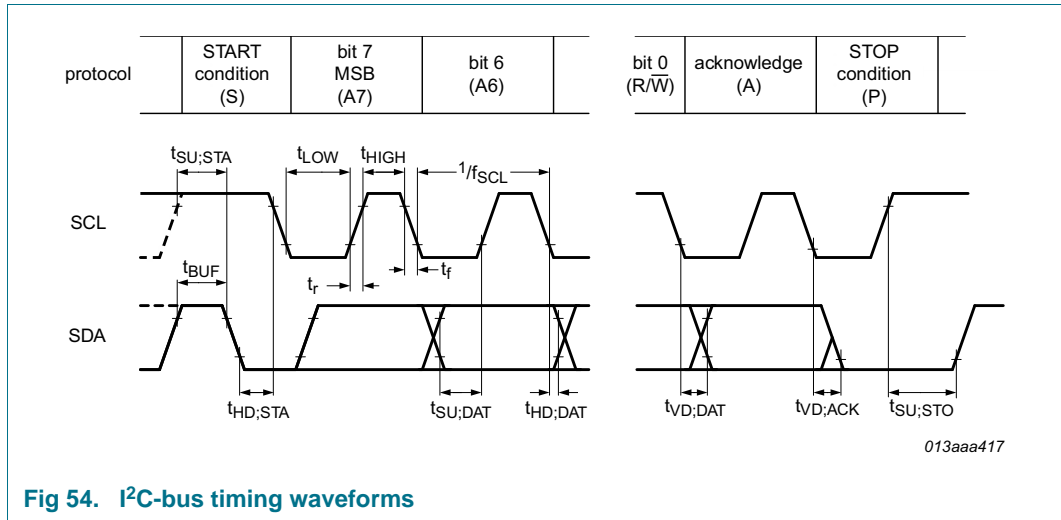 protocol
START
condition
(S)
bit 7
MSB
(A7)
bit 6
(A6)
bit 0
(R/W̅)
acknowledge
(A)
STOP
condition
(P)
tSU;STA
tLOW
tHIGH
1/fSCL
SCL
tBUF
tr
tf
SDA
tHD;STA
tSU;DAT
tHD;DAT
tVD;DAT
tVD;ACK
tSU;STO
013aaa417
Fig 54. I²C-bus timing waveforms